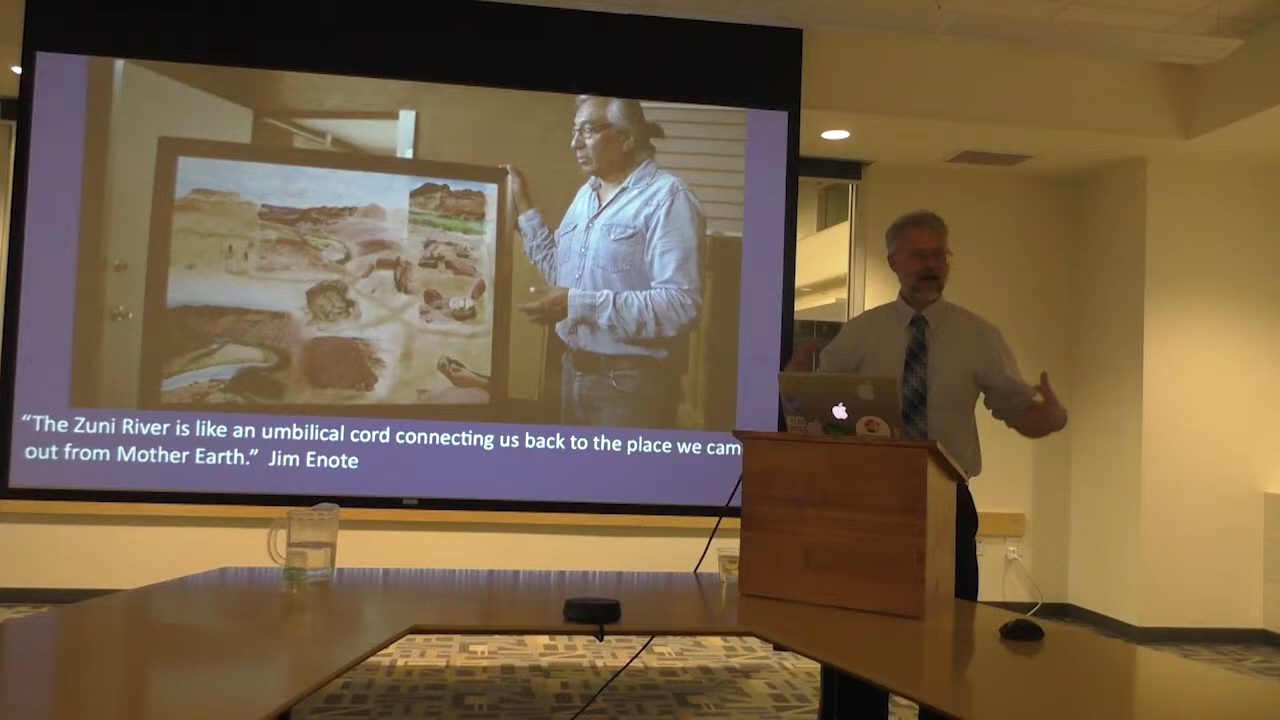 “The Zuni River is like an umbilical cord connecting us back to the place we cam
out from Mother Earth.” Jim Enote